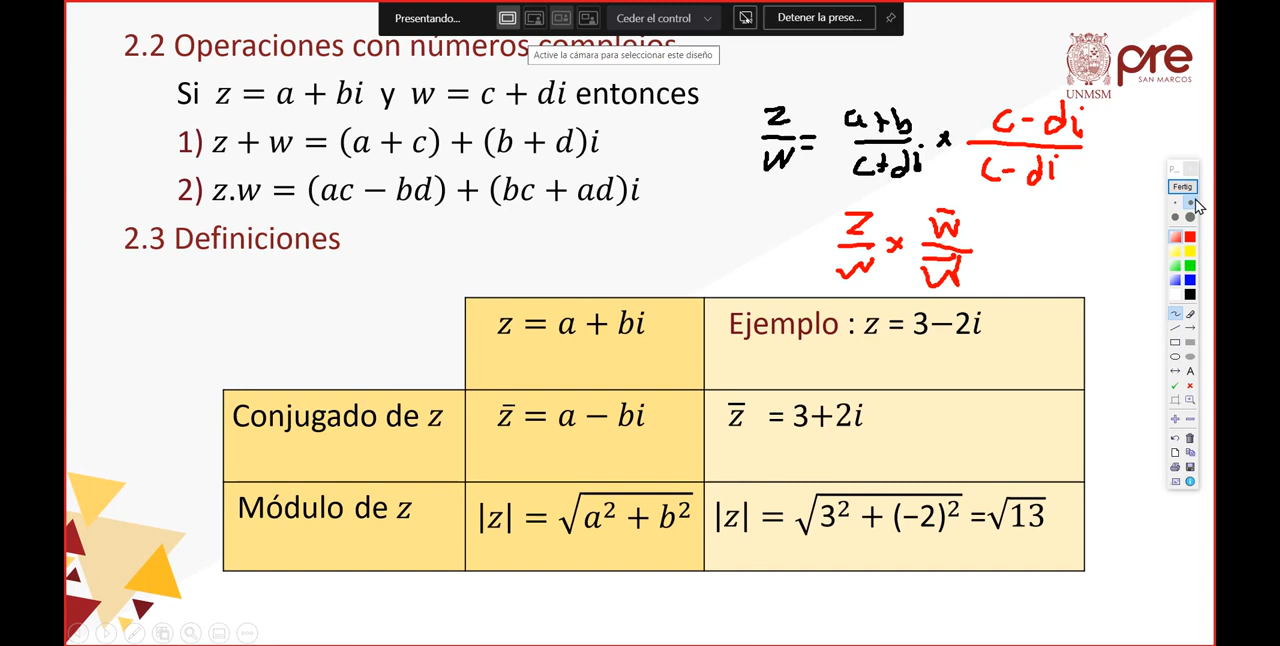 Presentando...
Ceder el control
Detener la prese...
2.2 Operaciones con números complejos
Active la cámara para seleccionar este diseño
pre
SAN MARCOS
UNMSM
Si z = a + bi y w = c + di entonces
1) z + w = (a + c) + (b + d)i
2) z.w = (ac − bd) + (bc + ad)i
z/w = (a+b)/(c+di) × (c-di)/(c-di)
z/w × w̄/w̄
P...
Fertig
2.3 Definiciones
z = a + bi
Ejemplo : z = 3−2i
Conjugado de z
z̄ = a − bi
z̄ = 3+2i
Módulo de z
|z| = √(a² + b²)
|z| = √(3² + (−2)²) =√13
A